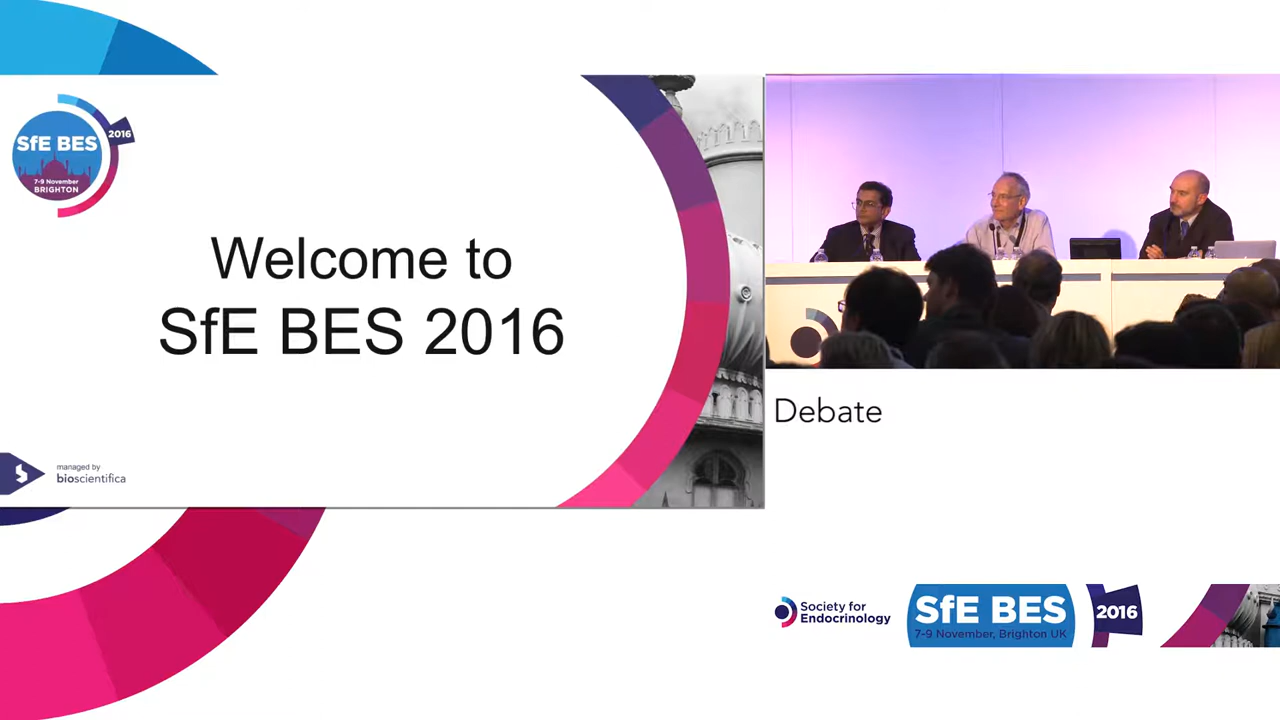 SfE BES
2016
7-9 November
BRIGHTON
Welcome to
SfE BES 2016
managed by
bioscientifica
Debate
Society for
Endocrinology
SfE BES
2016
7-9 November, Brighton UK